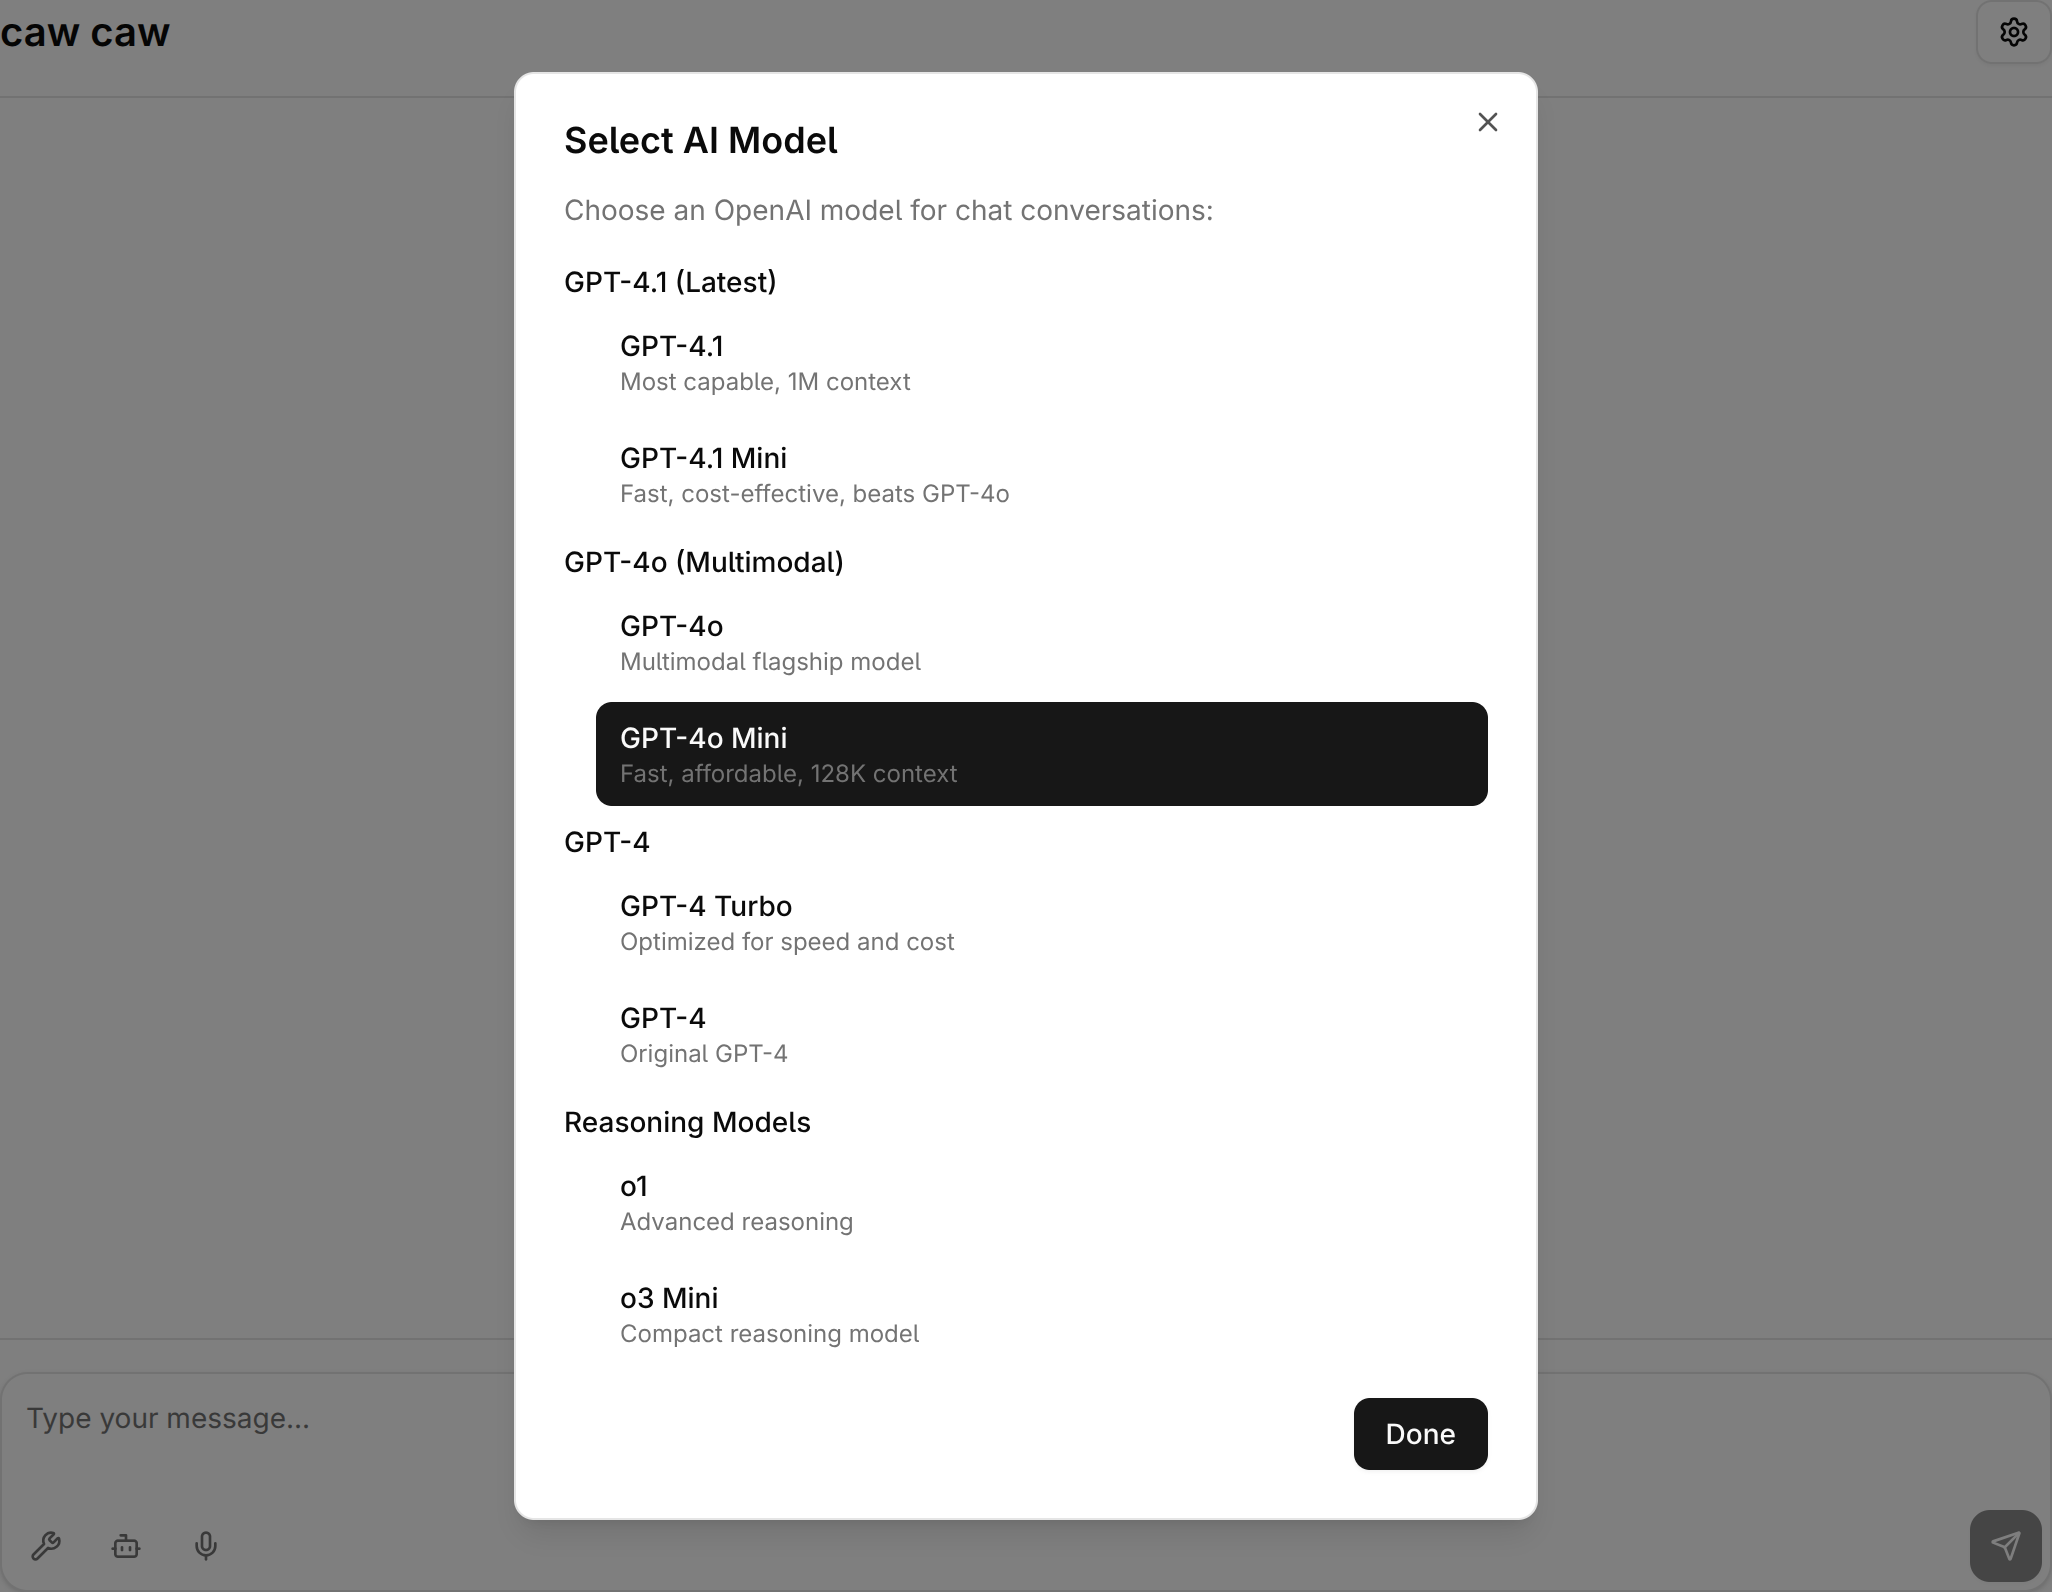 caw caw
Select AI Model
Choose an OpenAI model for chat conversations:
GPT-4.1 (Latest)
GPT-4.1
Most capable, 1M context
GPT-4.1 Mini
Fast, cost-effective, beats GPT-4o
GPT-4o (Multimodal)
GPT-4o
Multimodal flagship model
GPT-4o Mini
Fast, affordable, 128K context
GPT-4
GPT-4 Turbo
Optimized for speed and cost
GPT-4
Original GPT-4
Reasoning Models
o1
Advanced reasoning
o3 Mini
Compact reasoning model
Type your message...
Done